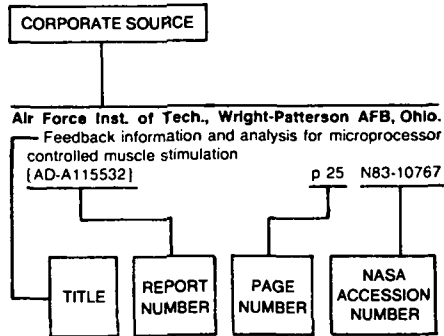 CORPORATE SOURCE
Air Force Inst. of Tech., Wright-Patterson AFB, Ohio.
Feedback information and analysis for microprocessor
controlled muscle stimulation
[AD-A115532] p 25 N83-10767
TITLE
REPORT
NUMBER
PAGE
NUMBER
NASA
ACCESSION
NUMBER